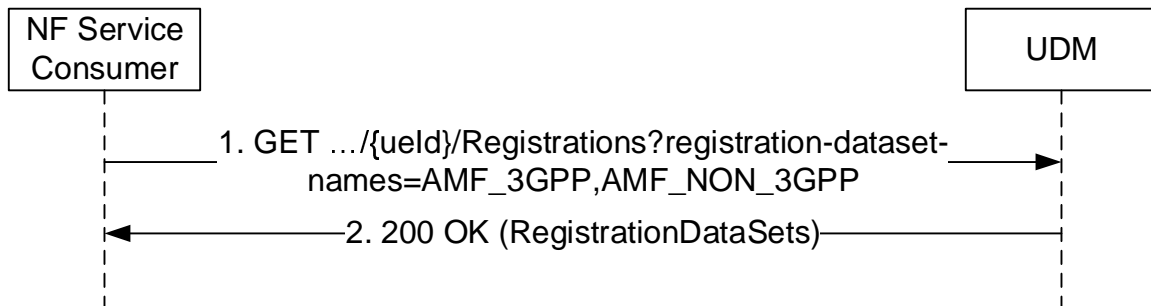 NF Service
Consumer
UDM
1. GET …/{ueId}/Registrations?registration-dataset-
names=AMF_3GPP,AMF_NON_3GPP
2. 200 OK (RegistrationDataSets)